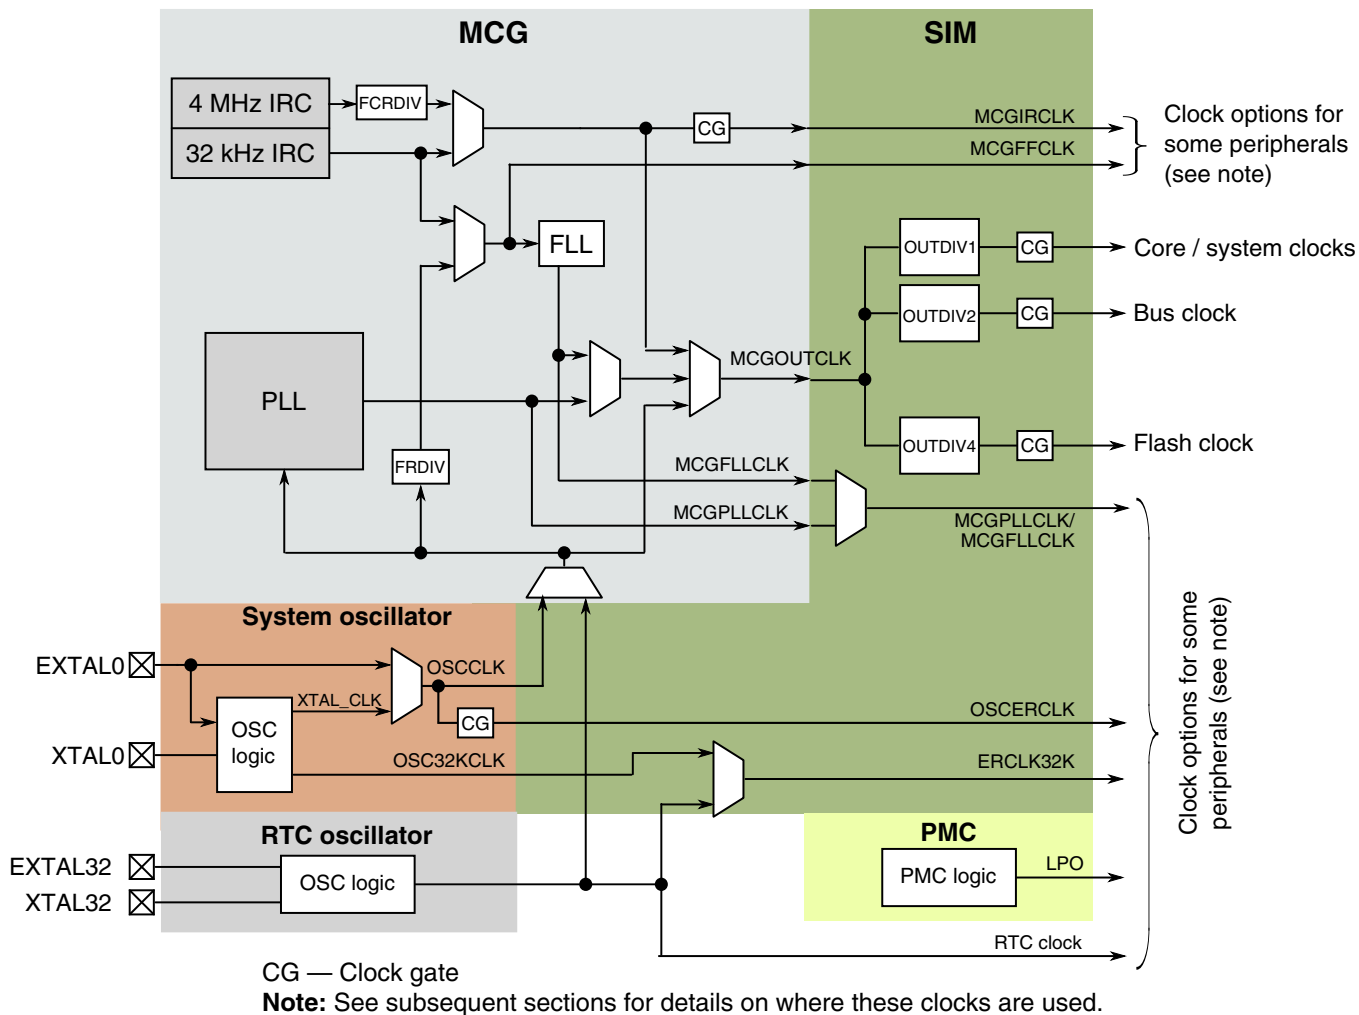 MCG
SIM
4 MHz IRC
FCRDIV
32 kHz IRC
CG
MCGIRCLK
MCGFFCLK
Clock options for
some peripherals
(see note)
FLL
OUTDIV1
CG
Core / system clocks
OUTDIV2
CG
Bus clock
MCGOUTCLK
PLL
OUTDIV4
CG
Flash clock
FRDIV
MCGFLLCLK
MCGPLLCLK
MCGPLLCLK/
MCGFLLCLK
System oscillator
EXTAL0
OSCCLK
XTAL_CLK
OSC
logic
CG
OSCERCLK
XTAL0
OSC32KCLK
ERCLK32K
Clock options for some
peripherals (see note)
RTC oscillator
PMC
EXTAL32
XTAL32
OSC logic
PMC logic
LPO
RTC clock
CG — Clock gate
Note: See subsequent sections for details on where these clocks are used.